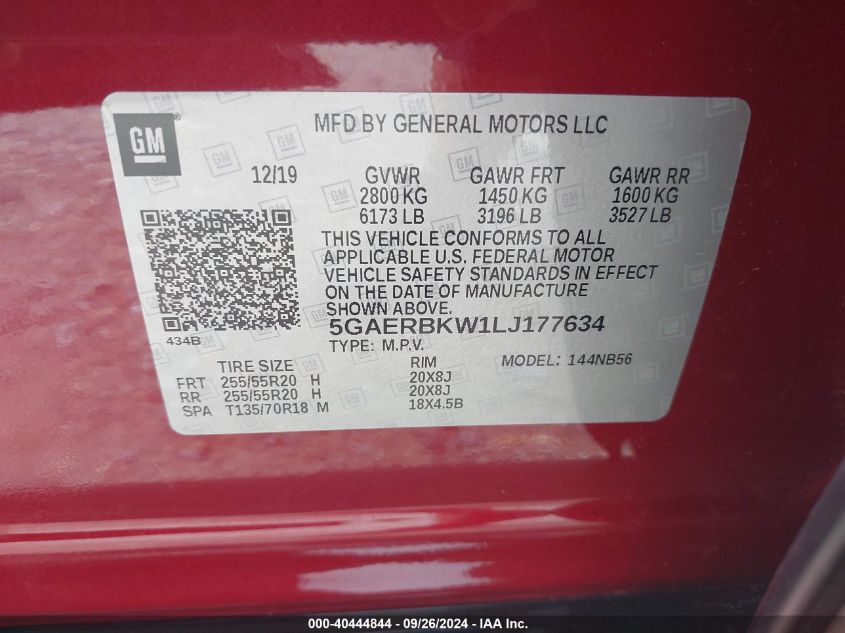 GM
MFD BY GENERAL MOTORS LLC
12/19 GVWR GAWR FRT GAWR RR
2800 KG 1450 KG 1600 KG
6173 LB 3196 LB 3527 LB
THIS VEHICLE CONFORMS TO ALL
APPLICABLE U.S. FEDERAL MOTOR
VEHICLE SAFETY STANDARDS IN EFFECT
ON THE DATE OF MANUFACTURE
SHOWN ABOVE.
434B
5GAERBKW1LJ177634
TYPE: M.P.V. MODEL: 144NB56
TIRE SIZE RIM
FRT 255/55R20 H 20X8J
RR 255/55R20 H 20X8J
SPA T135/70R18 M 18X4.5B
000-40444844 / 09/26/2024 - IAA Inc.